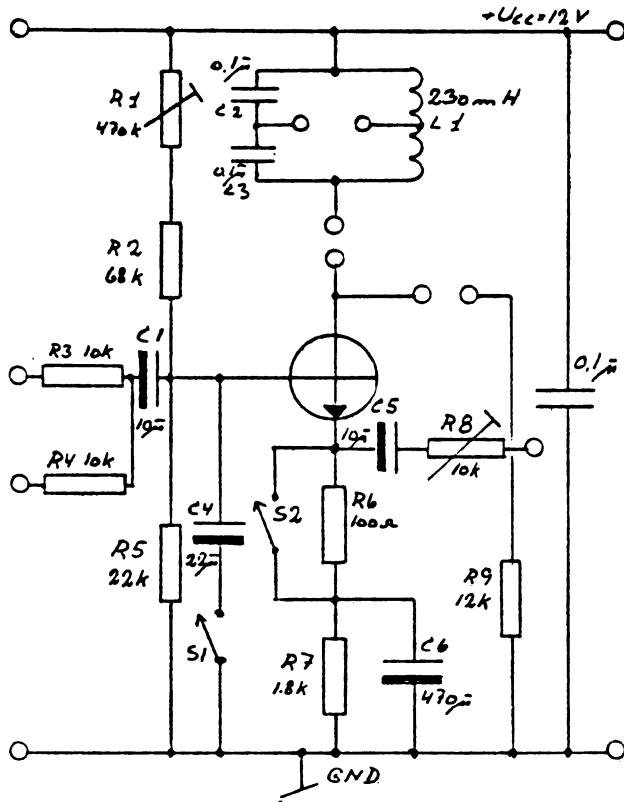 +Ucc=12V
0.1µ
R1
470k
C2
230mH
L1
0.1µ
C3
R2
68k
C1
R3 10k
0.1µ
10µ
C5
R8
10µ
10k
R4 10k
C4
S2
R6
100Ω
R5
22k
22µ
R9
12k
S1
R7
1.8k
C6
470µ
GND